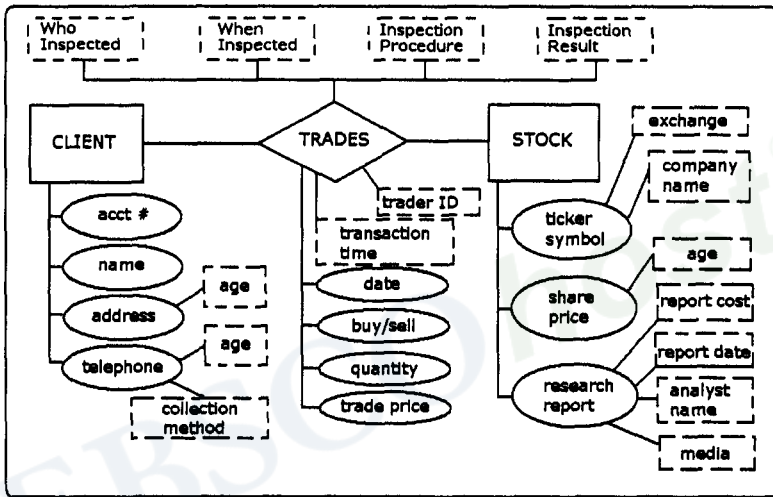 Who
Inspected
When
Inspected
Inspection
Procedure
Inspection
Result
CLIENT
TRADES
STOCK
exchange
company
name
acct #
name
address
age
telephone
age
collection
method
trader ID
transaction
time
date
buy/sell
quantity
trade price
ticker
symbol
share
price
age
research
report
report cost
report date
analyst
name
media
EBSCOhost